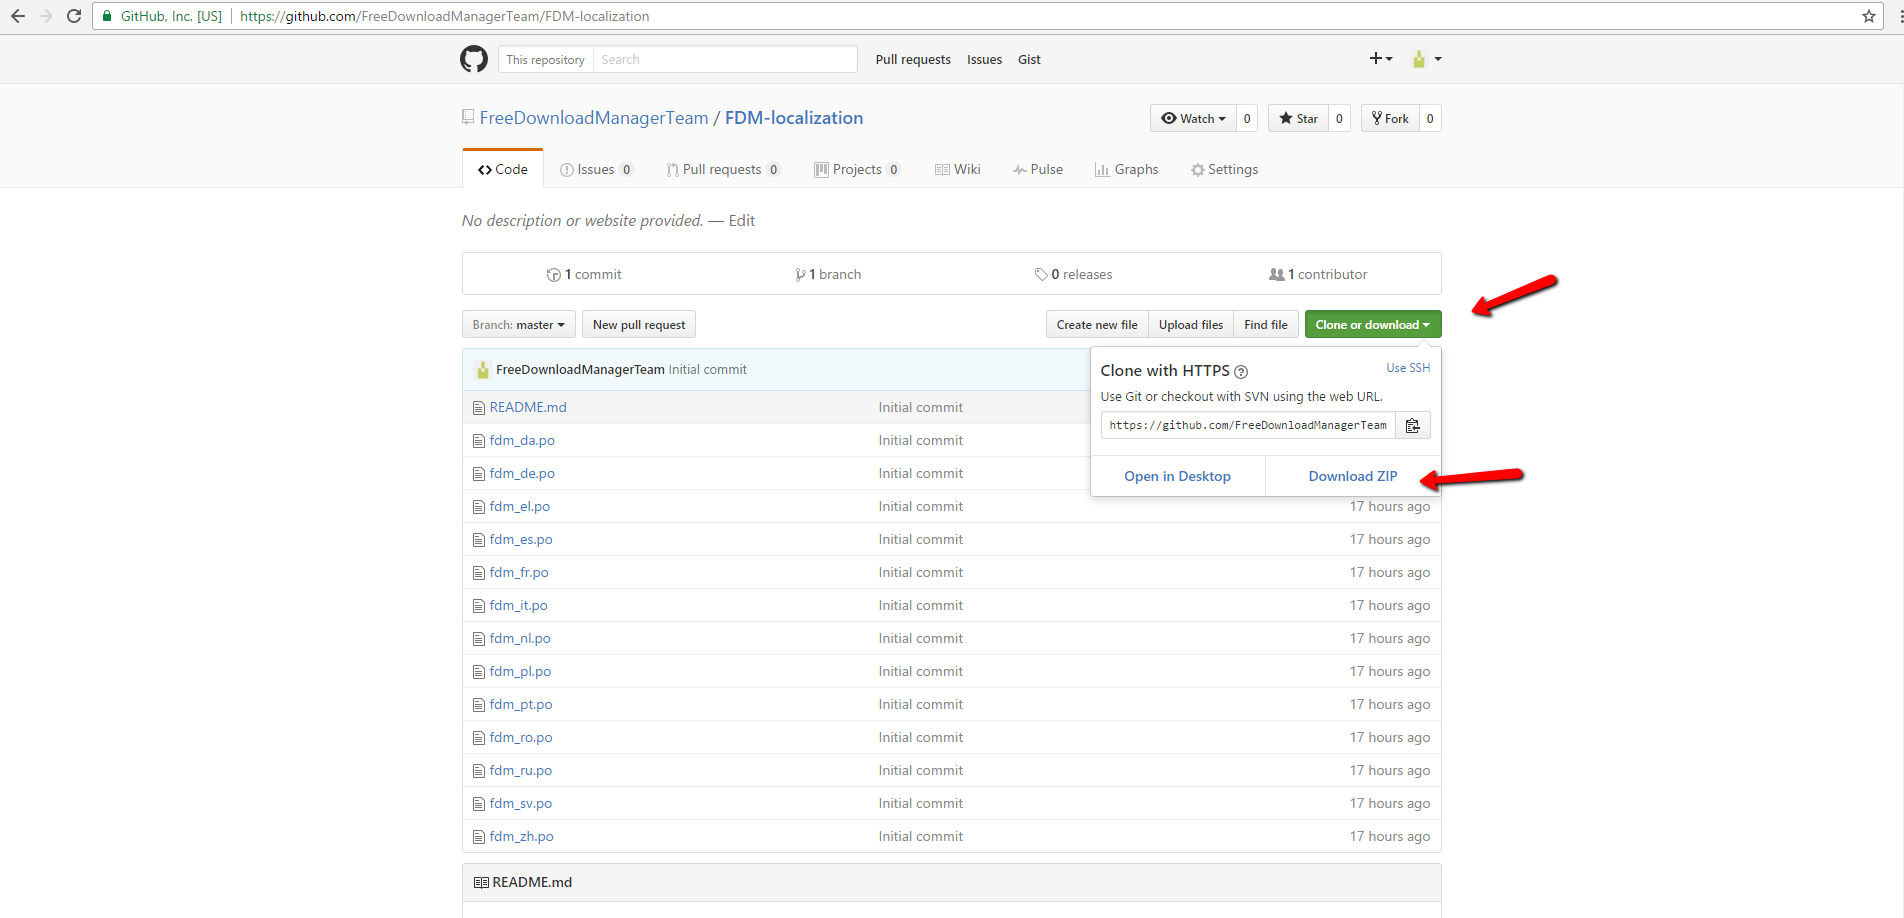 GitHub, Inc. [US] https://github.com/FreeDownloadManagerTeam/FDM-localization
This repository Search Pull requests Issues Gist
FreeDownloadManagerTeam / FDM-localization Watch 0 Star 0 Fork 0
Code Issues 0 Pull requests 0 Projects 0 Wiki Pulse Graphs Settings
No description or website provided. — Edit
1 commit 1 branch 0 releases 1 contributor
Branch: master New pull request Create new file Upload files Find file Clone or download
FreeDownloadManagerTeam Initial commit
Clone with HTTPS ? Use SSH
Use Git or checkout with SVN using the web URL.
https://github.com/FreeDownloadManagerTeam
Open in Desktop Download ZIP
README.md Initial commit
fdm_da.po Initial commit
fdm_de.po Initial commit
fdm_el.po Initial commit 17 hours ago
fdm_es.po Initial commit 17 hours ago
fdm_fr.po Initial commit 17 hours ago
fdm_it.po Initial commit 17 hours ago
fdm_nl.po Initial commit 17 hours ago
fdm_pl.po Initial commit 17 hours ago
fdm_pt.po Initial commit 17 hours ago
fdm_ro.po Initial commit 17 hours ago
fdm_ru.po Initial commit 17 hours ago
fdm_sv.po Initial commit 17 hours ago
fdm_zh.po Initial commit 17 hours ago
README.md